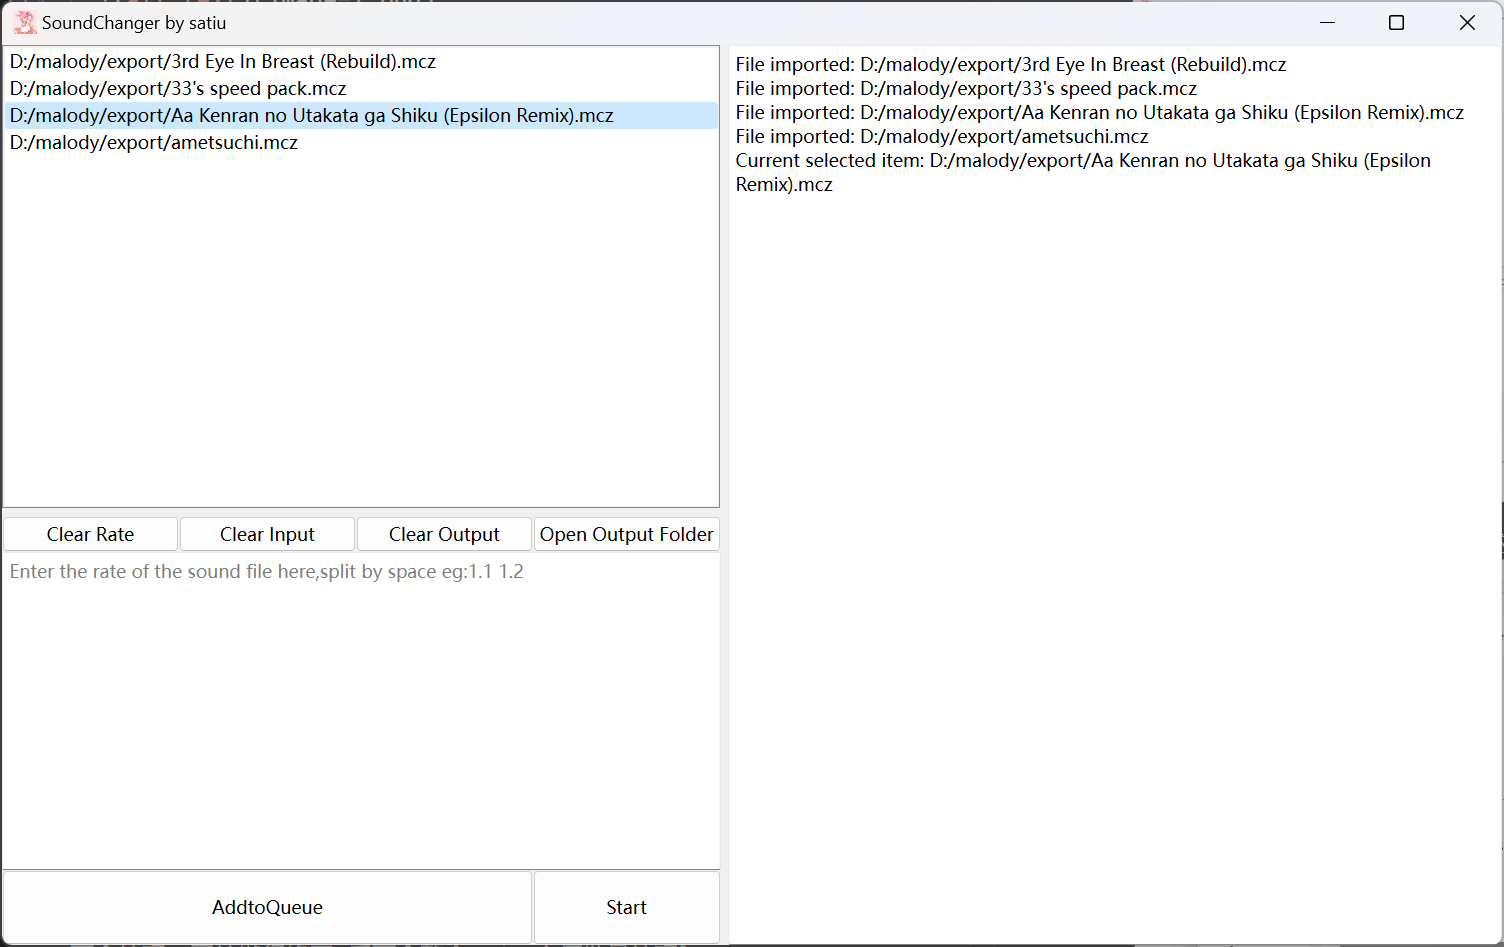 SoundChanger by satiu
D:/malody/export/3rd Eye In Breast (Rebuild).mcz
D:/malody/export/33's speed pack.mcz
D:/malody/export/Aa Kenran no Utakata ga Shiku (Epsilon Remix).mcz
D:/malody/export/ametsuchi.mcz
Clear Rate
Clear Input
Clear Output
Open Output Folder
Enter the rate of the sound file here,split by space eg:1.1 1.2
AddtoQueue
Start
File imported: D:/malody/export/3rd Eye In Breast (Rebuild).mcz
File imported: D:/malody/export/33's speed pack.mcz
File imported: D:/malody/export/Aa Kenran no Utakata ga Shiku (Epsilon Remix).mcz
File imported: D:/malody/export/ametsuchi.mcz
Current selected item: D:/malody/export/Aa Kenran no Utakata ga Shiku (Epsilon
Remix).mcz